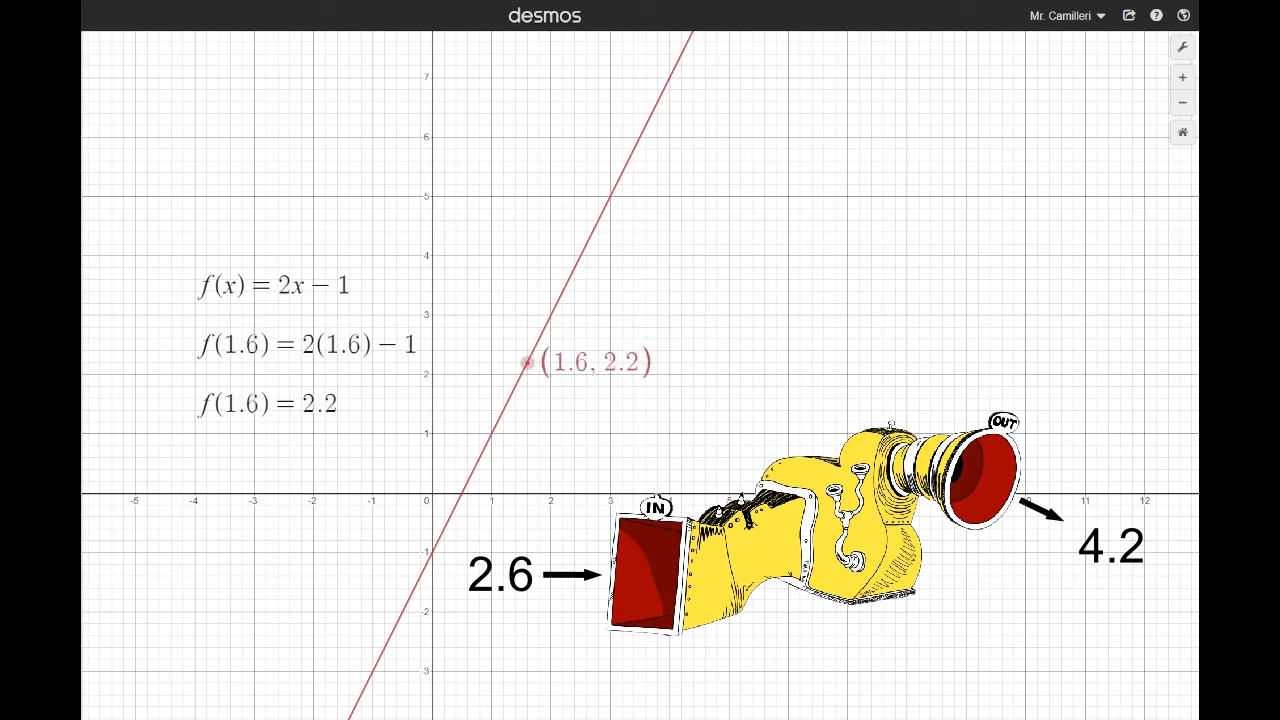 desmos
Mr. Camilleri
7
6
5
4
3
2
1
-5 -4 -3 -2 -1 0 1 2 3 4 5 11 12
-1
-2
-3
f(x) = 2x − 1
f(1.6) = 2(1.6) − 1
f(1.6) = 2.2
(1.6, 2.2)
OUT
IN
2.6
4.2